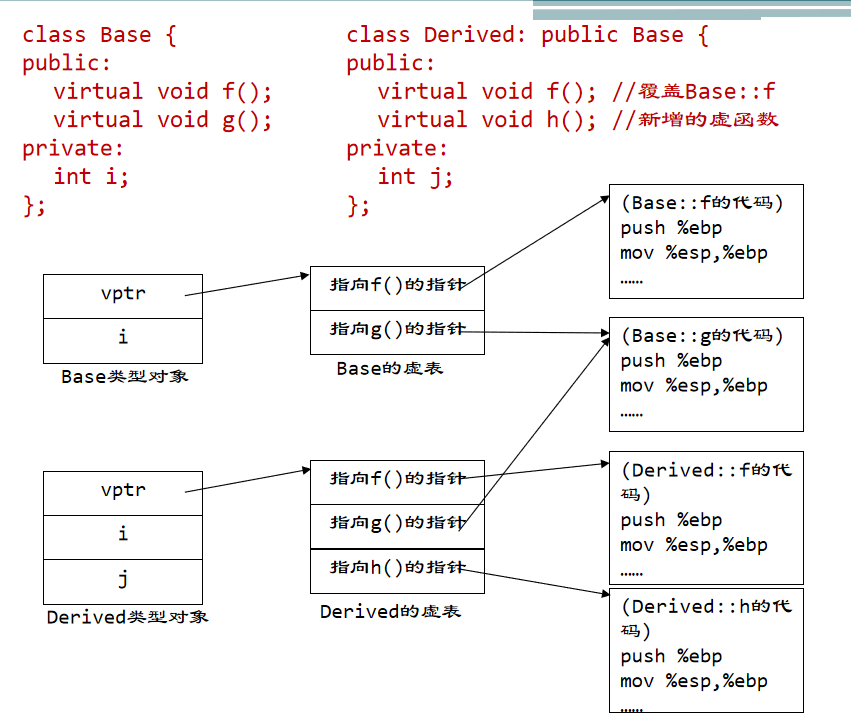 class Base {
public:
virtual void f();
virtual void g();
private:
int i;
};
class Derived: public Base {
public:
virtual void f(); //覆盖Base::f
virtual void h(); //新增的虚函数
private:
int j;
};
vptr
i
Base类型对象
指向f()的指针
指向g()的指针
Base的虚表
(Base::f的代码)
push %ebp
mov %esp,%ebp
……
(Base::g的代码)
push %ebp
mov %esp,%ebp
……
vptr
i
j
Derived类型对象
指向f()的指针
指向g()的指针
指向h()的指针
Derived的虚表
(Derived::f的代
码)
push %ebp
mov %esp,%ebp
……
(Derived::h的代
码)
push %ebp
mov %esp,%ebp
……